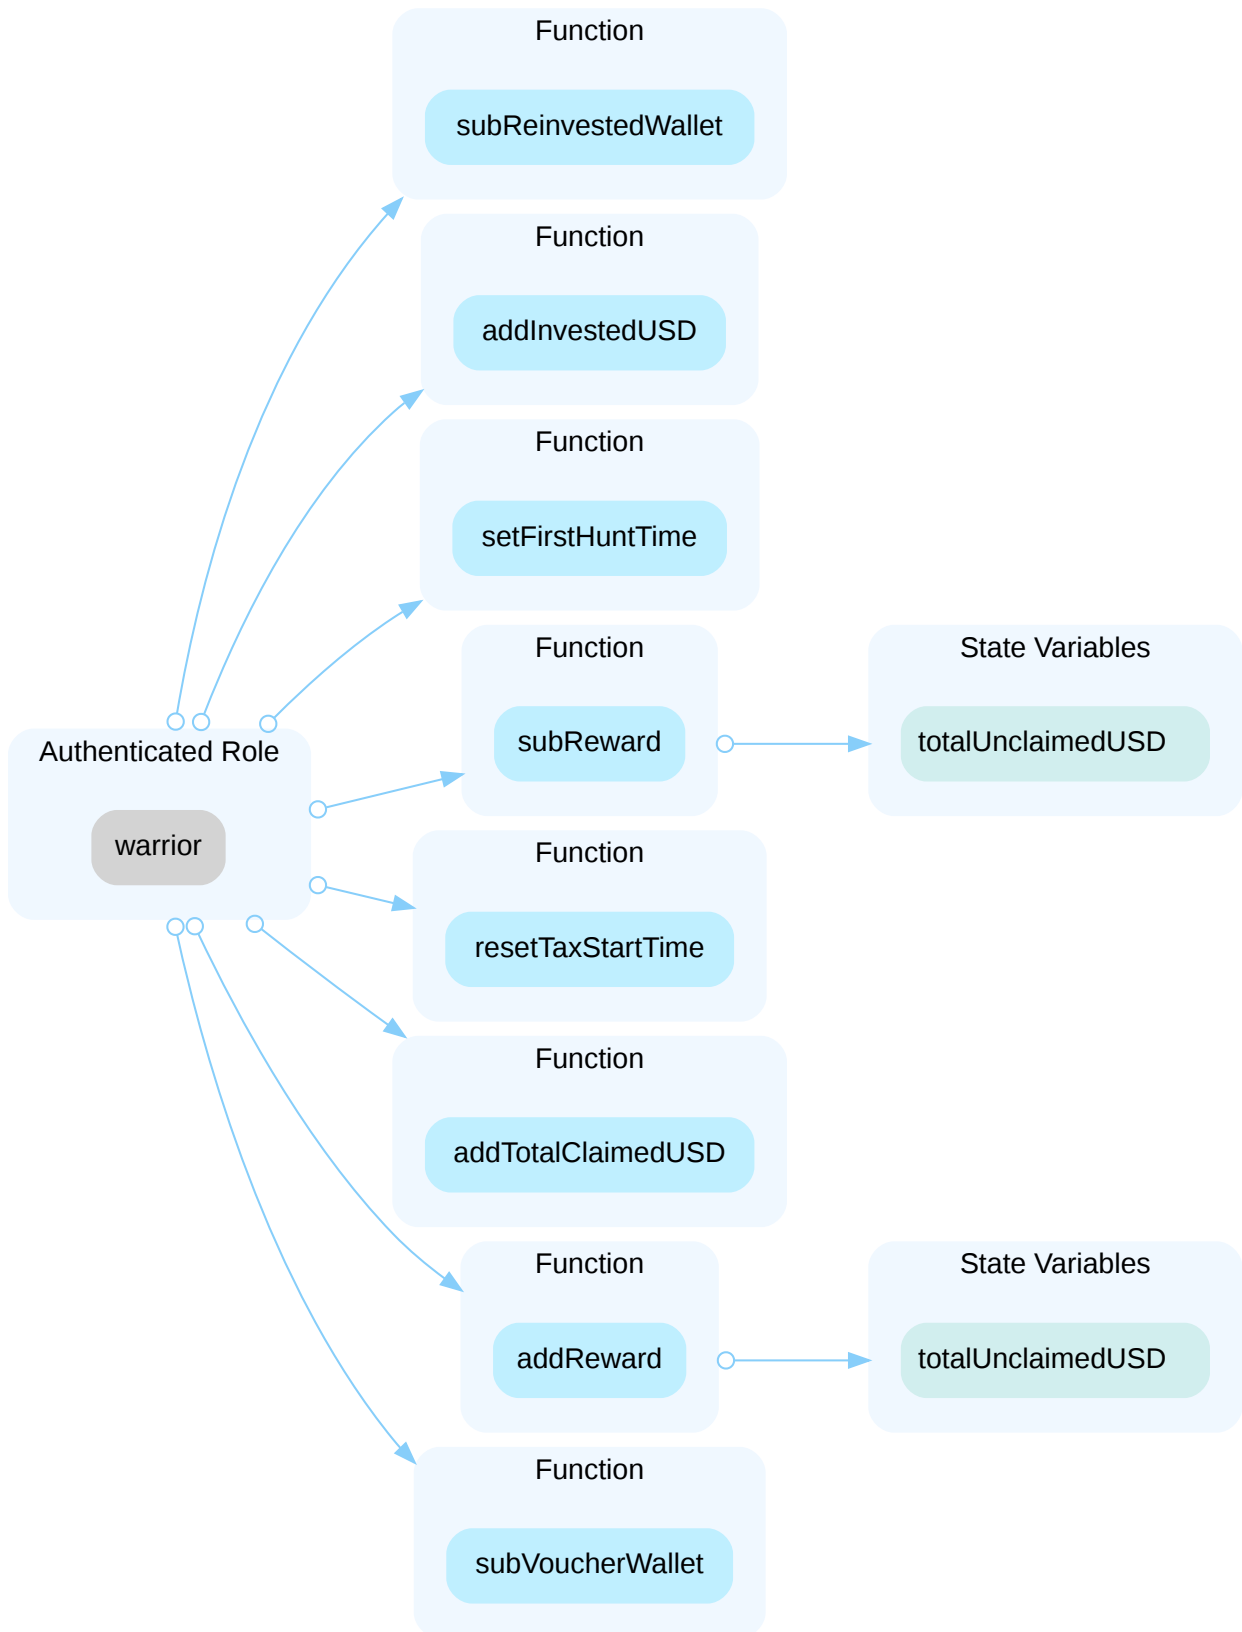 Function
subReinvestedWallet
Function
addInvestedUSD
Function
setFirstHuntTime
Function
subReward
State Variables
totalUnclaimedUSD
Authenticated Role
warrior
Function
resetTaxStartTime
Function
addTotalClaimedUSD
Function
addReward
State Variables
totalUnclaimedUSD
Function
subVoucherWallet